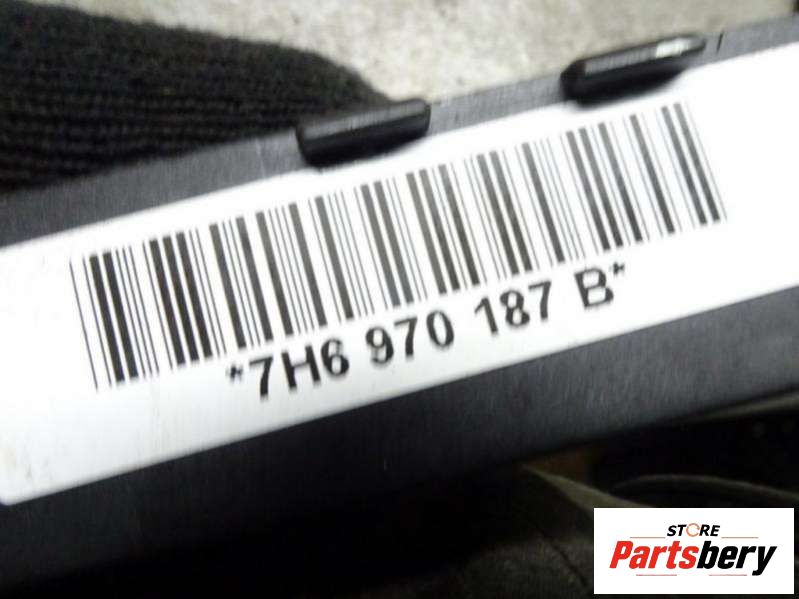 *7H6 970 187 B*
STORE
Partsbery